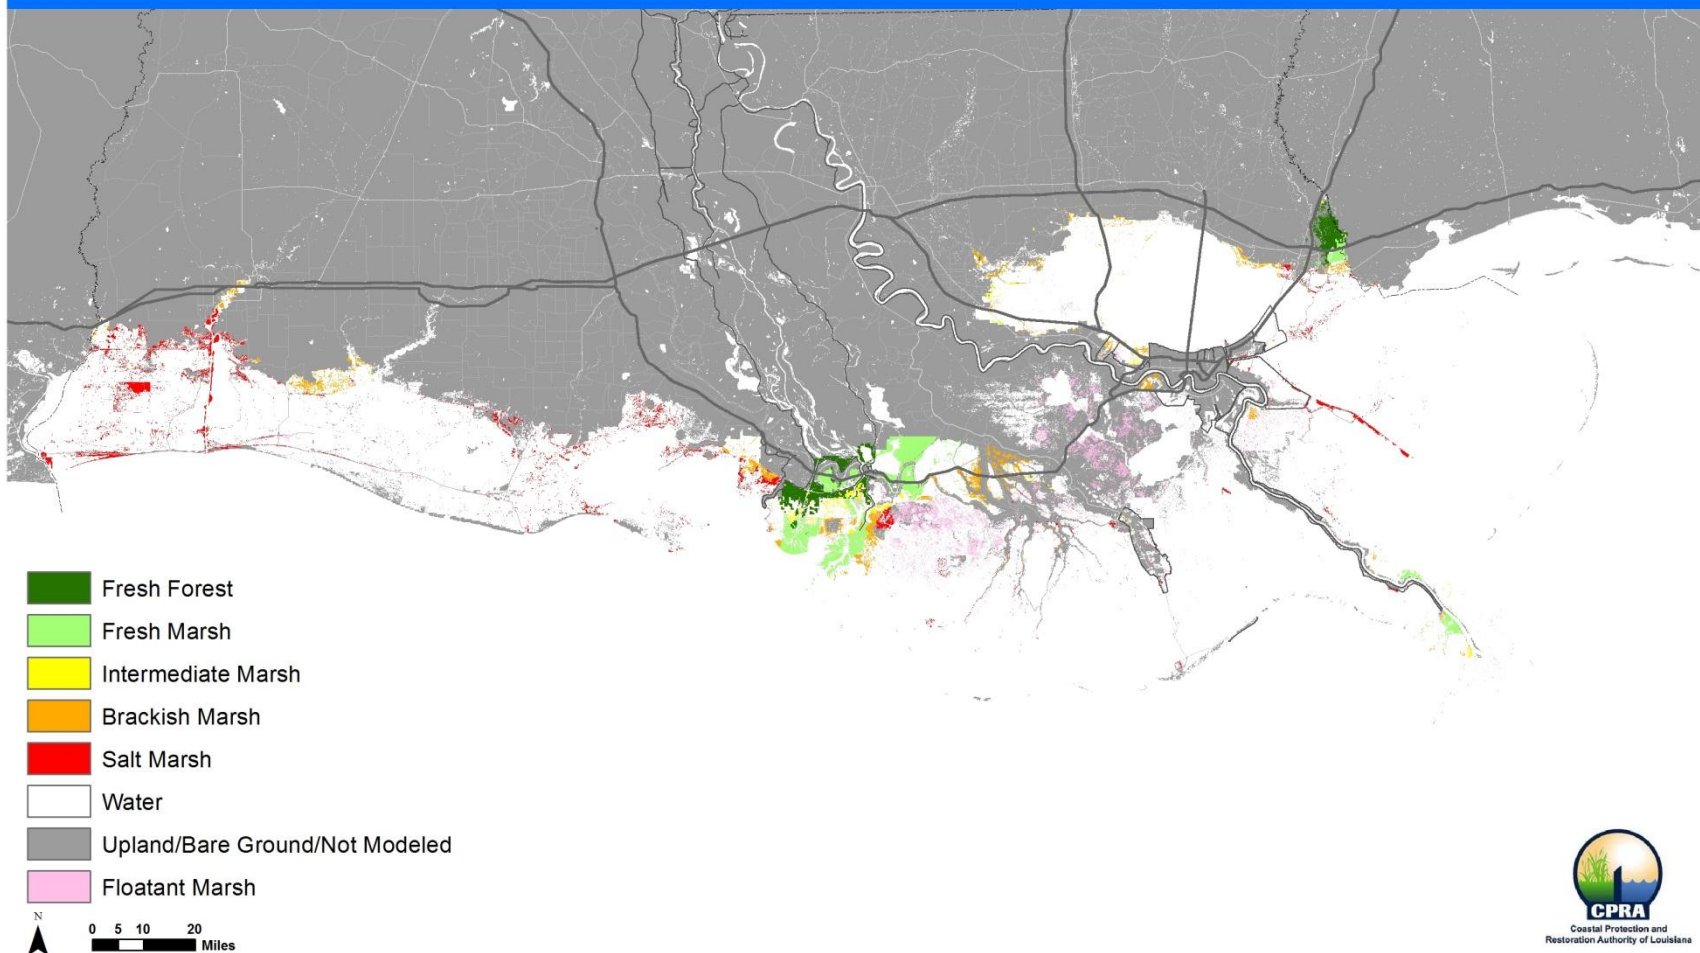 Fresh Forest
Fresh Marsh
Intermediate Marsh
Brackish Marsh
Salt Marsh
Water
Upland/Bare Ground/Not Modeled
Floatant Marsh
N
0 5 10 20
Miles
CPRA
Coastal Protection and
Restoration Authority of Louisiana